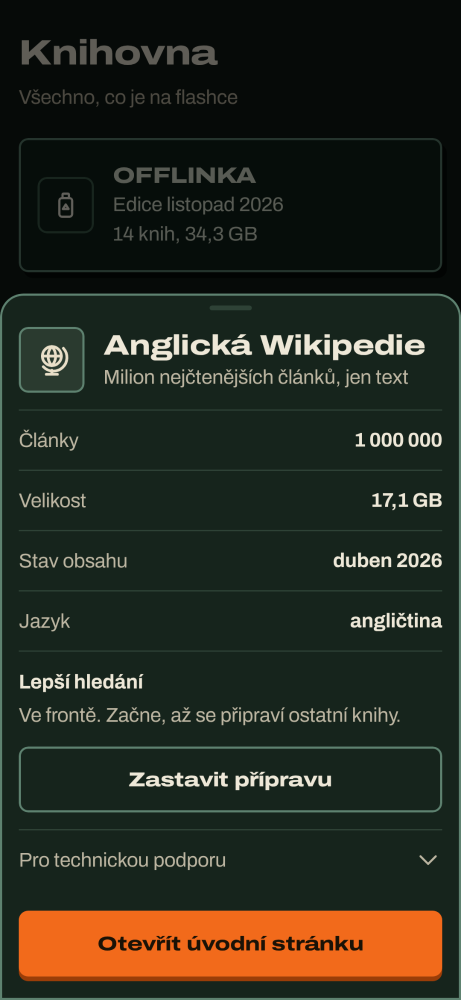 Knihovna
Všechno, co je na flashce
OFFLINKA
Edice listopad 2026
14 knih, 34,3 GB
Anglická Wikipedie
Milion nejčtenějších článků, jen text
Články 1 000 000
Velikost 17,1 GB
Stav obsahu duben 2026
Jazyk angličtina
Lepší hledání
Ve frontě. Začne, až se připraví ostatní knihy.
Zastavit přípravu
Pro technickou podporu
Otevřít úvodní stránku